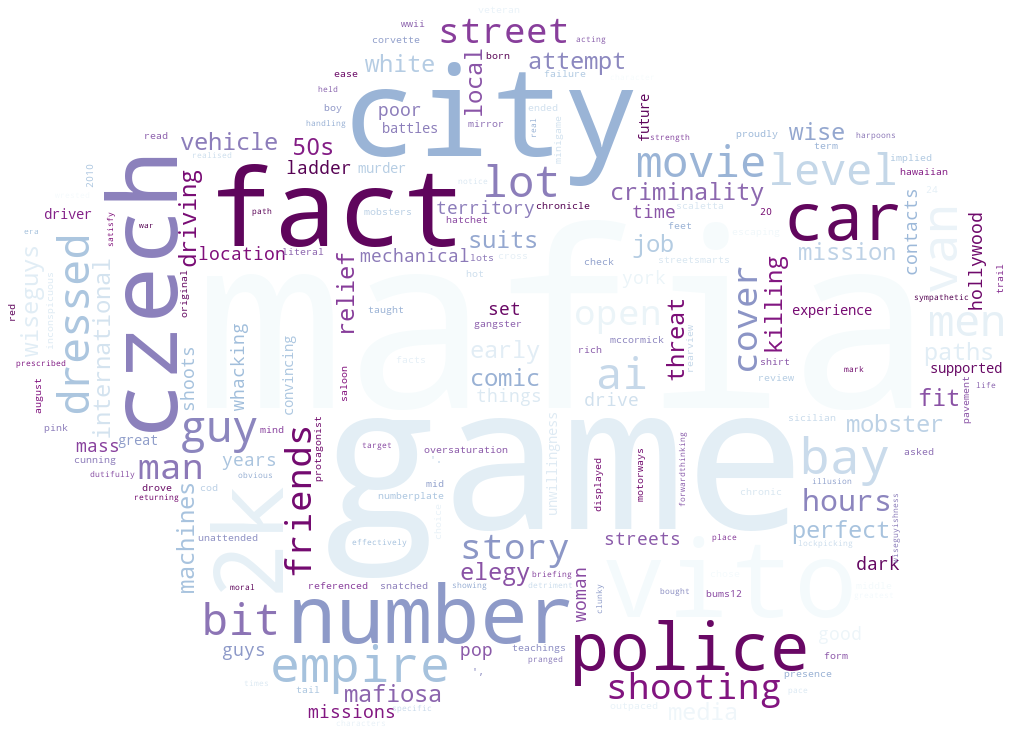 veteran
wwii
street
corvette
acting
born
white
local
attempt
ease
city
failure
held
boy
poor
ended
future
handling
battles
mirror
real
minigame
strength
read
vehicle
50s
realised
ladder
murder
movie
proudly
wise
harpoons
term
level
implied
hawaiian
2010
czech
fact
lot
criminality
notice
path
mobsters
territory
chronicle
time
20
car
24
driver
driving
hatchet
scaletta
feet
contacts
van
hollywood
era
satisfy
war
dressed
location
literal
mechanical
lots
suits
job
escaping
mission
wiseguys
international
original
relief
hot
cross
streetsmarts
check
york
trail
inconspicuous
mafia
cover
killing
sympathetic
red
taught
set
gangster
open
threat
experience
men
shoots
whacking
convincing
early
mccormick
rich
rearview
prescribed
facts
comic
things
ai
drive
shirt
review
mark
paths
supported
august
saloon
life
pink
guy
game
fit
pavement
mass
great
mind
sicilian
mobster
cunning
man
years
protagonist
target
oversaturation
asked
dutifully
obvious
friends
mid
unwillingness
displayed
motorways
forwardthinking
bay
illusion
drove
cod
2k
numberplate
choice
chronic
hours
returning
machines
wiseguyishness
unattended
effectively
story
streets
place
perfect
lockpicking
elegy
briefing
vito
dark
moral
referenced
snatched
showing
detriment
woman
clunky
bought
bums12
bit
number
police
good
guys
pop
teachings
pranged
form
empire
tail
shooting
presence
times
mafiosa
specific
outpaced
media
pace
missions
characters